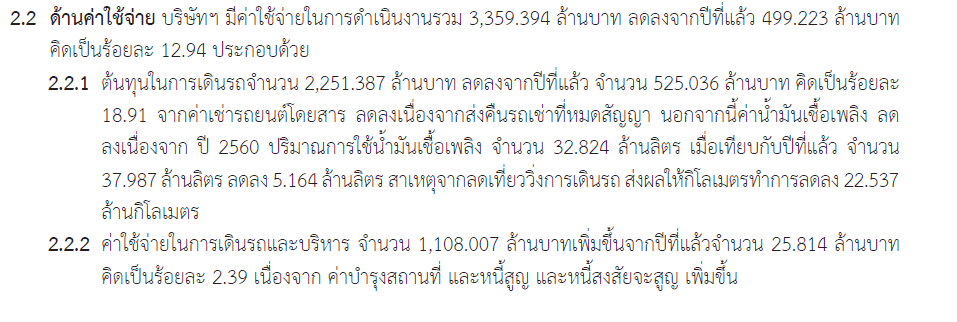 2.2 ด้านค่าใช้จ่าย บริษัทฯ มีค่าใช้จ่ายในการดำเนินงานรวม 3,359.394 ล้านบาท ลดลงจากปีที่แล้ว 499.223 ล้านบาท
คิดเป็นร้อยละ 12.94 ประกอบด้วย
2.2.1 ต้นทุนในการเดินรถจำนวน 2,251.387 ล้านบาท ลดลงจากปีที่แล้ว จำนวน 525.036 ล้านบาท คิดเป็นร้อยละ
18.91 จากค่าเช่ารถยนต์โดยสาร ลดลงเนื่องจากส่งคืนรถเช่าที่หมดสัญญา นอกจากนี้ค่าน้ำมันเชื้อเพลิง ลด
ลงเนื่องจาก ปี 2560 ปริมาณการใช้น้ำมันเชื้อเพลิง จำนวน 32.824 ล้านลิตร เมื่อเทียบกับปีที่แล้ว จำนวน
37.987 ล้านลิตร ลดลง 5.164 ล้านลิตร สาเหตุจากลดเที่ยววิ่งการเดินรถ ส่งผลให้กิโลเมตรทำการลดลง 22.537
ล้านกิโลเมตร
2.2.2 ค่าใช้จ่ายในการเดินรถและบริหาร จำนวน 1,108.007 ล้านบาทเพิ่มขึ้นจากปีที่แล้วจำนวน 25.814 ล้านบาท
คิดเป็นร้อยละ 2.39 เนื่องจาก ค่าบำรุงสถานที่ และหนี้สูญ และหนี้สงสัยจะสูญ เพิ่มขึ้น